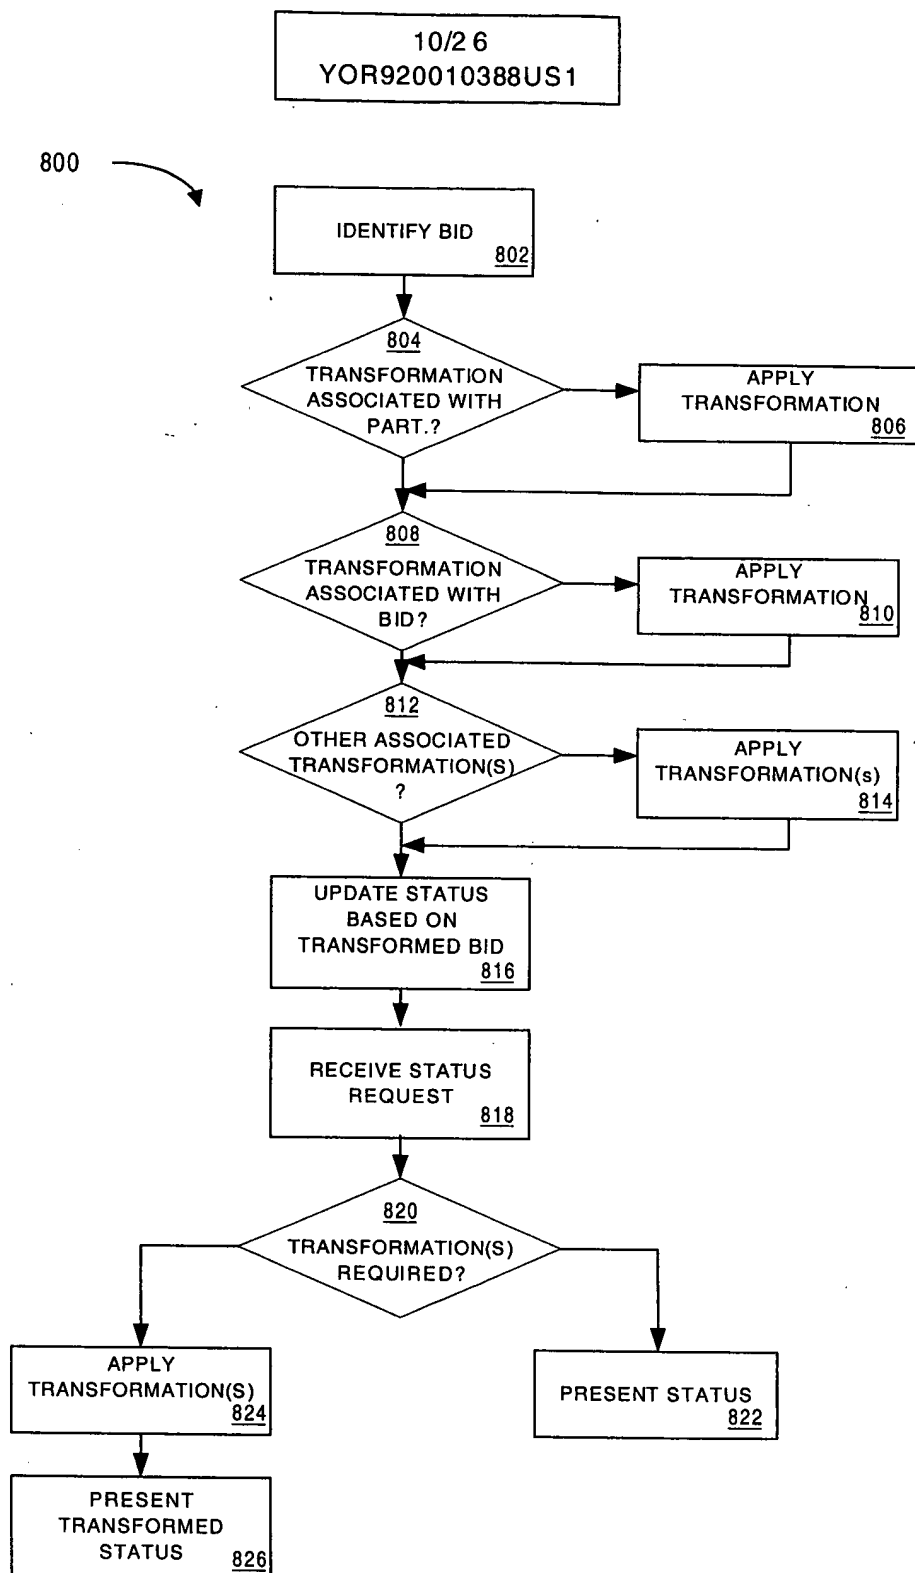 10/2 6
YOR920010388US1
800
IDENTIFY BID
802
804
TRANSFORMATION
ASSOCIATED WITH
PART.?
APPLY
TRANSFORMATION
806
808
TRANSFORMATION
ASSOCIATED WITH
BID?
APPLY
TRANSFORMATION
810
812
OTHER ASSOCIATED
TRANSFORMATION(S)
?
APPLY
TRANSFORMATION(s)
814
UPDATE STATUS
BASED ON
TRANSFORMED BID
816
RECEIVE STATUS
REQUEST
818
820
TRANSFORMATION(S)
REQUIRED?
APPLY
TRANSFORMATION(S)
824
PRESENT STATUS
822
PRESENT
TRANSFORMED
STATUS
826